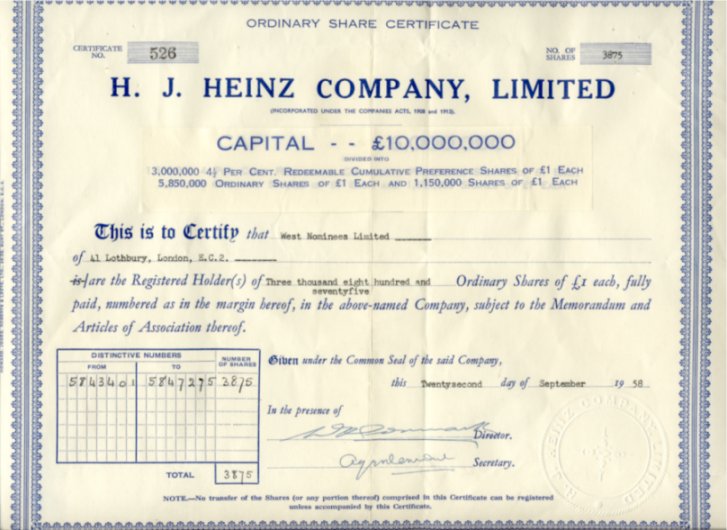 ORDINARY SHARE CERTIFICATE
CERTIFICATE NO. 526
NO. OF SHARES 3875
H. J. HEINZ COMPANY, LIMITED
(INCORPORATED UNDER THE COMPANIES ACTS, 1908 and 1913).
CAPITAL - - £10,000,000
DIVIDED INTO
3,000,000 4½ PER CENT. REDEEMABLE CUMULATIVE PREFERENCE SHARES OF £1 EACH
5,850,000 ORDINARY SHARES OF £1 EACH AND 1,150,000 SHARES OF £1 EACH
This is to Certify that West Nominees Limited
of 41 Lothbury, London, E.C.2.
is/are the Registered Holder(s) of Three thousand eight hundred and seventyfive Ordinary Shares of £1 each, fully
paid, numbered as in the margin hereof, in the above-named Company, subject to the Memorandum and
Articles of Association thereof.
DISTINCTIVE NUMBERS
FROM TO NUMBER OF SHARES
5843401 5847275 3875
TOTAL 3875
Given under the Common Seal of the said Company,
this Twentysecond day of September 1958
In the presence of
Director.
Secretary.
H. J. HEINZ COMPANY LIMITED
NOTE.—No transfer of the Shares (or any portion thereof) comprised in this Certificate can be registered
unless accompanied by this Certificate.